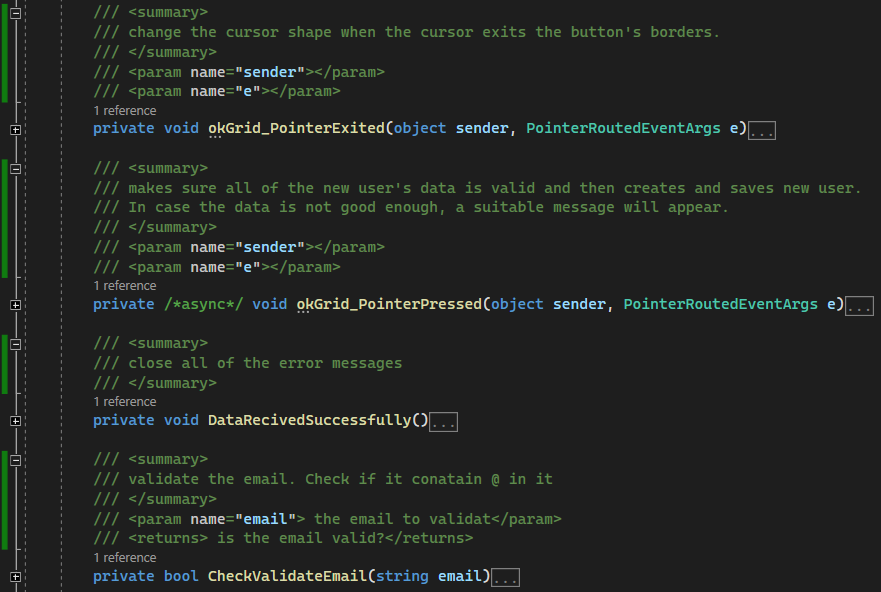 /// <summary>
/// change the cursor shape when the cursor exits the button's borders.
/// </summary>
/// <param name="sender"></param>
/// <param name="e"></param>
1 reference
private void okGrid_PointerExited(object sender, PointerRoutedEventArgs e)...
/// <summary>
/// makes sure all of the new user's data is valid and then creates and saves new user.
/// In case the data is not good enough, a suitable message will appear.
/// </summary>
/// <param name="sender"></param>
/// <param name="e"></param>
1 reference
private /*async*/ void okGrid_PointerPressed(object sender, PointerRoutedEventArgs e)...
/// <summary>
/// close all of the error messages
/// </summary>
1 reference
private void DataRecivedSuccessfully()...
/// <summary>
/// validate the email. Check if it conatain @ in it
/// </summary>
/// <param name="email"> the email to validat</param>
/// <returns> is the email valid?</returns>
1 reference
private bool CheckValidateEmail(string email)...